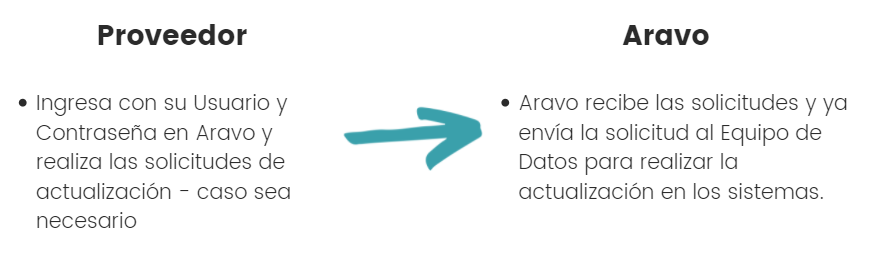 Proveedor
• Ingresa con su Usuario y
Contraseña en Aravo y
realiza las solicitudes de
actualización - caso sea
necesario
Aravo
• Aravo recibe las solicitudes y ya
envía la solicitud al Equipo de
Datos para realizar la
actualización en los sistemas.